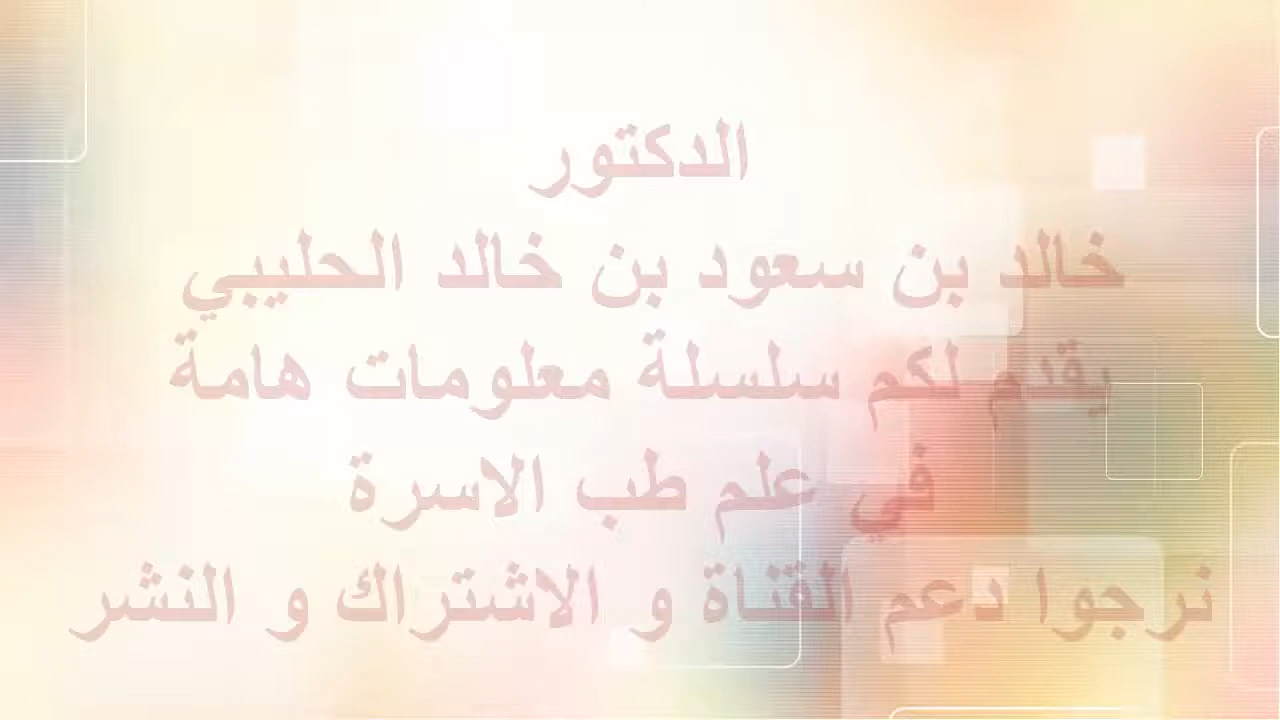 الدكتور
خالد بن سعود بن خالد الحليبي
يقدم لكم سلسلة معلومات هامة
في علم طب الاسرة
نرجوا دعم القناة و الاشتراك و النشر